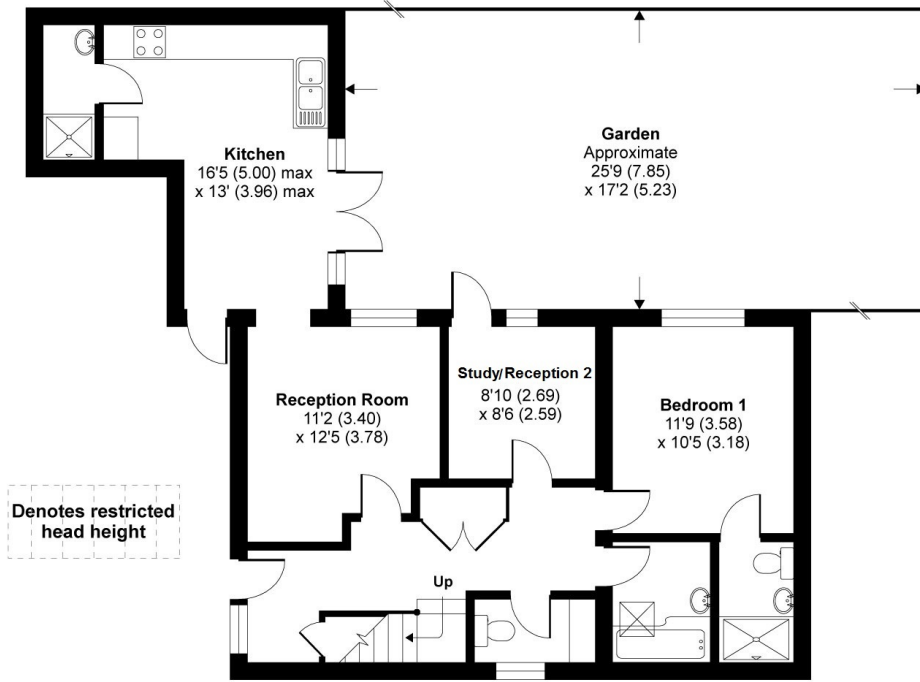 Garden
Approximate
25'9 (7.85)
x 17'2 (5.23)
Kitchen
16'5 (5.00) max
x 13' (3.96) max
Reception Room
11'2 (3.40)
x 12'5 (3.78)
Study/Reception 2
8'10 (2.69)
x 8'6 (2.59)
Bedroom 1
11'9 (3.58)
x 10'5 (3.18)
Denotes restricted
head height
Up